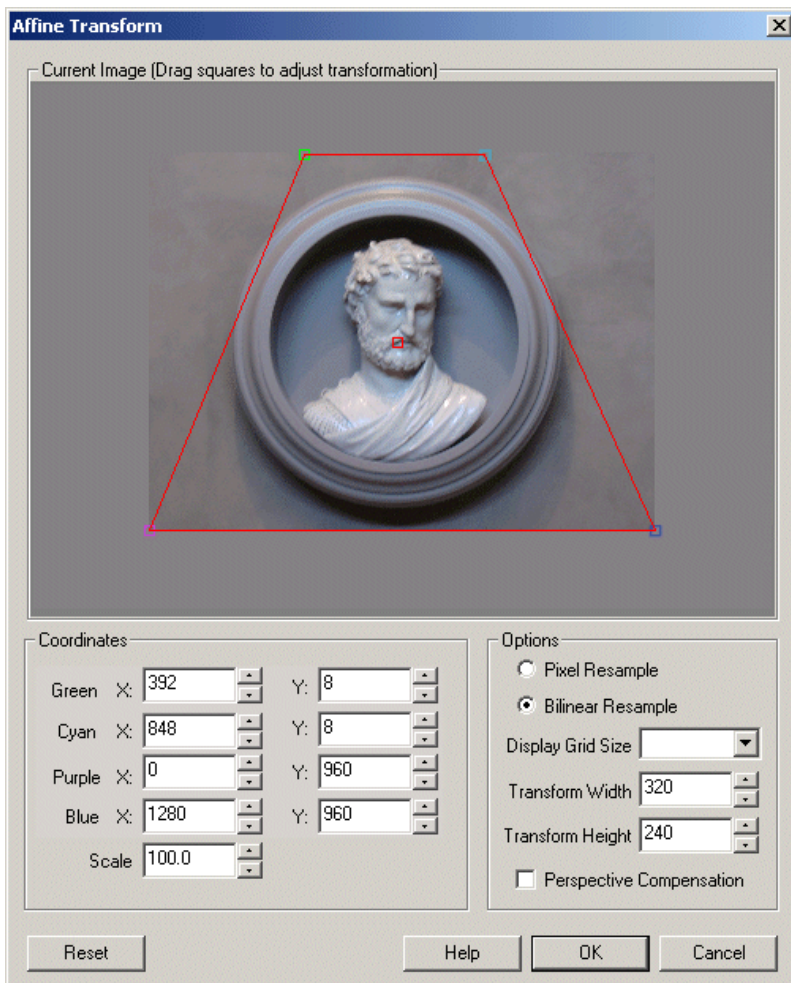 Affine Transform
Current Image (Drag squares to adjust transformation)
Coordinates
Green X: 392 Y: 8
Cyan X: 848 Y: 8
Purple X: 0 Y: 960
Blue X: 1280 Y: 960
Scale 100.0
Options
Pixel Resample
Bilinear Resample
Display Grid Size
Transform Width 320
Transform Height 240
Perspective Compensation
Reset Help OK Cancel